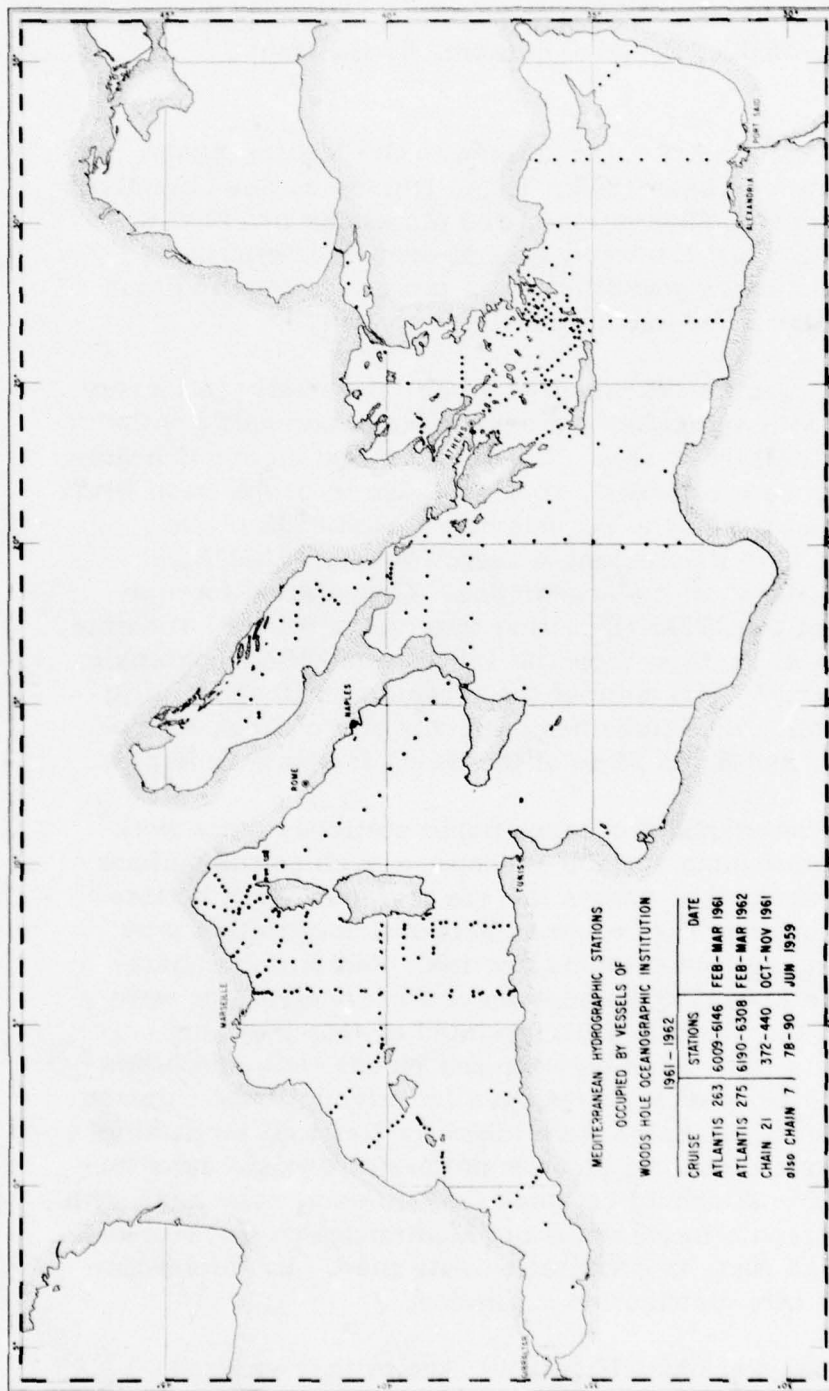 MARSEILLE
ROME
NAPLES
ATHENS
TUNIS
ALEXANDRIA
PORT SAID
MEDITERRANEAN HYDROGRAPHIC STATIONS
OCCUPIED BY VESSELS OF
WOODS HOLE OCEANOGRAPHIC INSTITUTION
1961-1962
CRUISE STATIONS DATE
ATLANTIS 263 6009-6146 FEB-MAR 1961
ATLANTIS 275 6190-6308 FEB-MAR 1962
CHAIN 21 372-440 OCT-NOV 1961
also CHAIN 7 78-90 JUN 1959